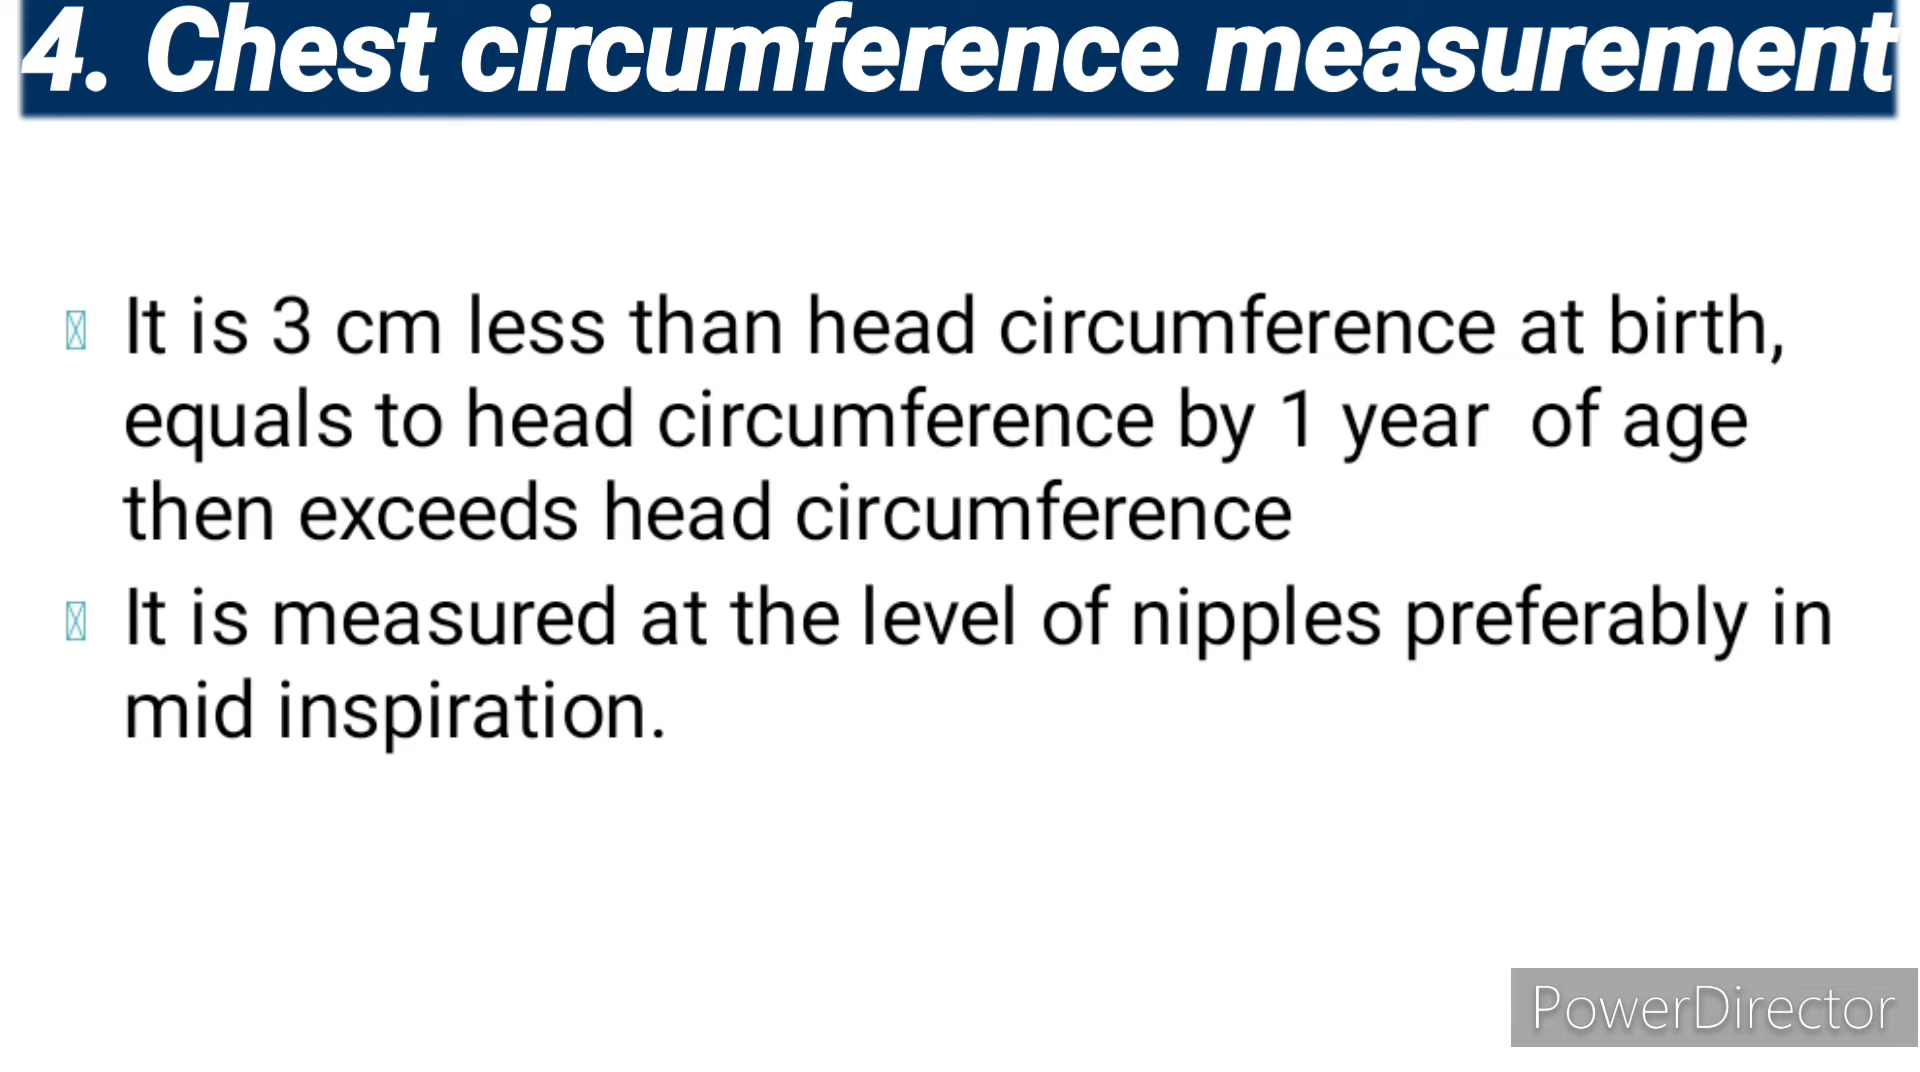 4. Chest circumference measurement
It is 3 cm less than head circumference at birth,
equals to head circumference by 1 year of age
then exceeds head circumference
It is measured at the level of nipples preferably in
mid inspiration.
PowerDirector